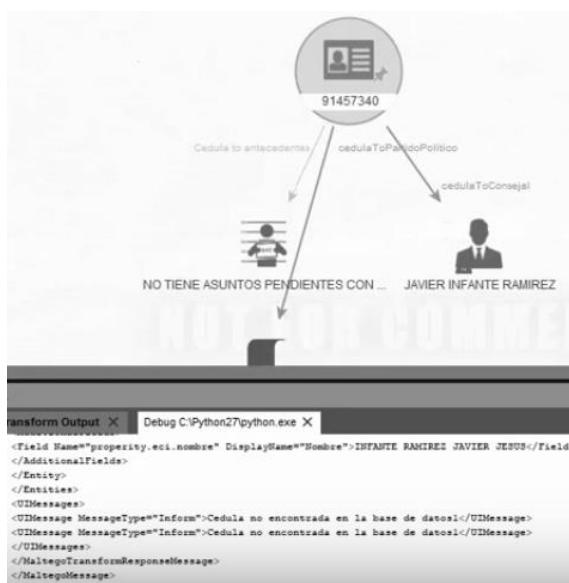 91457340
Cedula to antecedentes
cedulaToPartidoPolítico
cedulaToConsejal
NO TIENE ASUNTOS PENDIENTES CON ...
JAVIER INFANTE RAMIREZ
NOT FOR COMME
ransform Output X
Debug C:\Python27\python.exe X
<Field Name="properity.eci.nombre" DisplayName="Nombre">INFANTE RAMIREZ JAVIER JESUS</Field
</AdditionalFields>
</Entity>
</Entities>
<UIMessages>
<UIMessage MessageType="Inform">Cedula no encontrada en la base de datos1</UIMessage>
<UIMessage MessageType="Inform">Cedula no encontrada en la base de datos1</UIMessage>
</UIMessages>
</MaltegoTransformResponseMessage>
</MaltegoMessage>